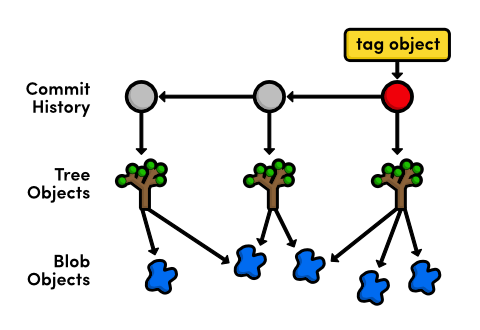 tag object
Commit
History
Tree
Objects
Blob
Objects